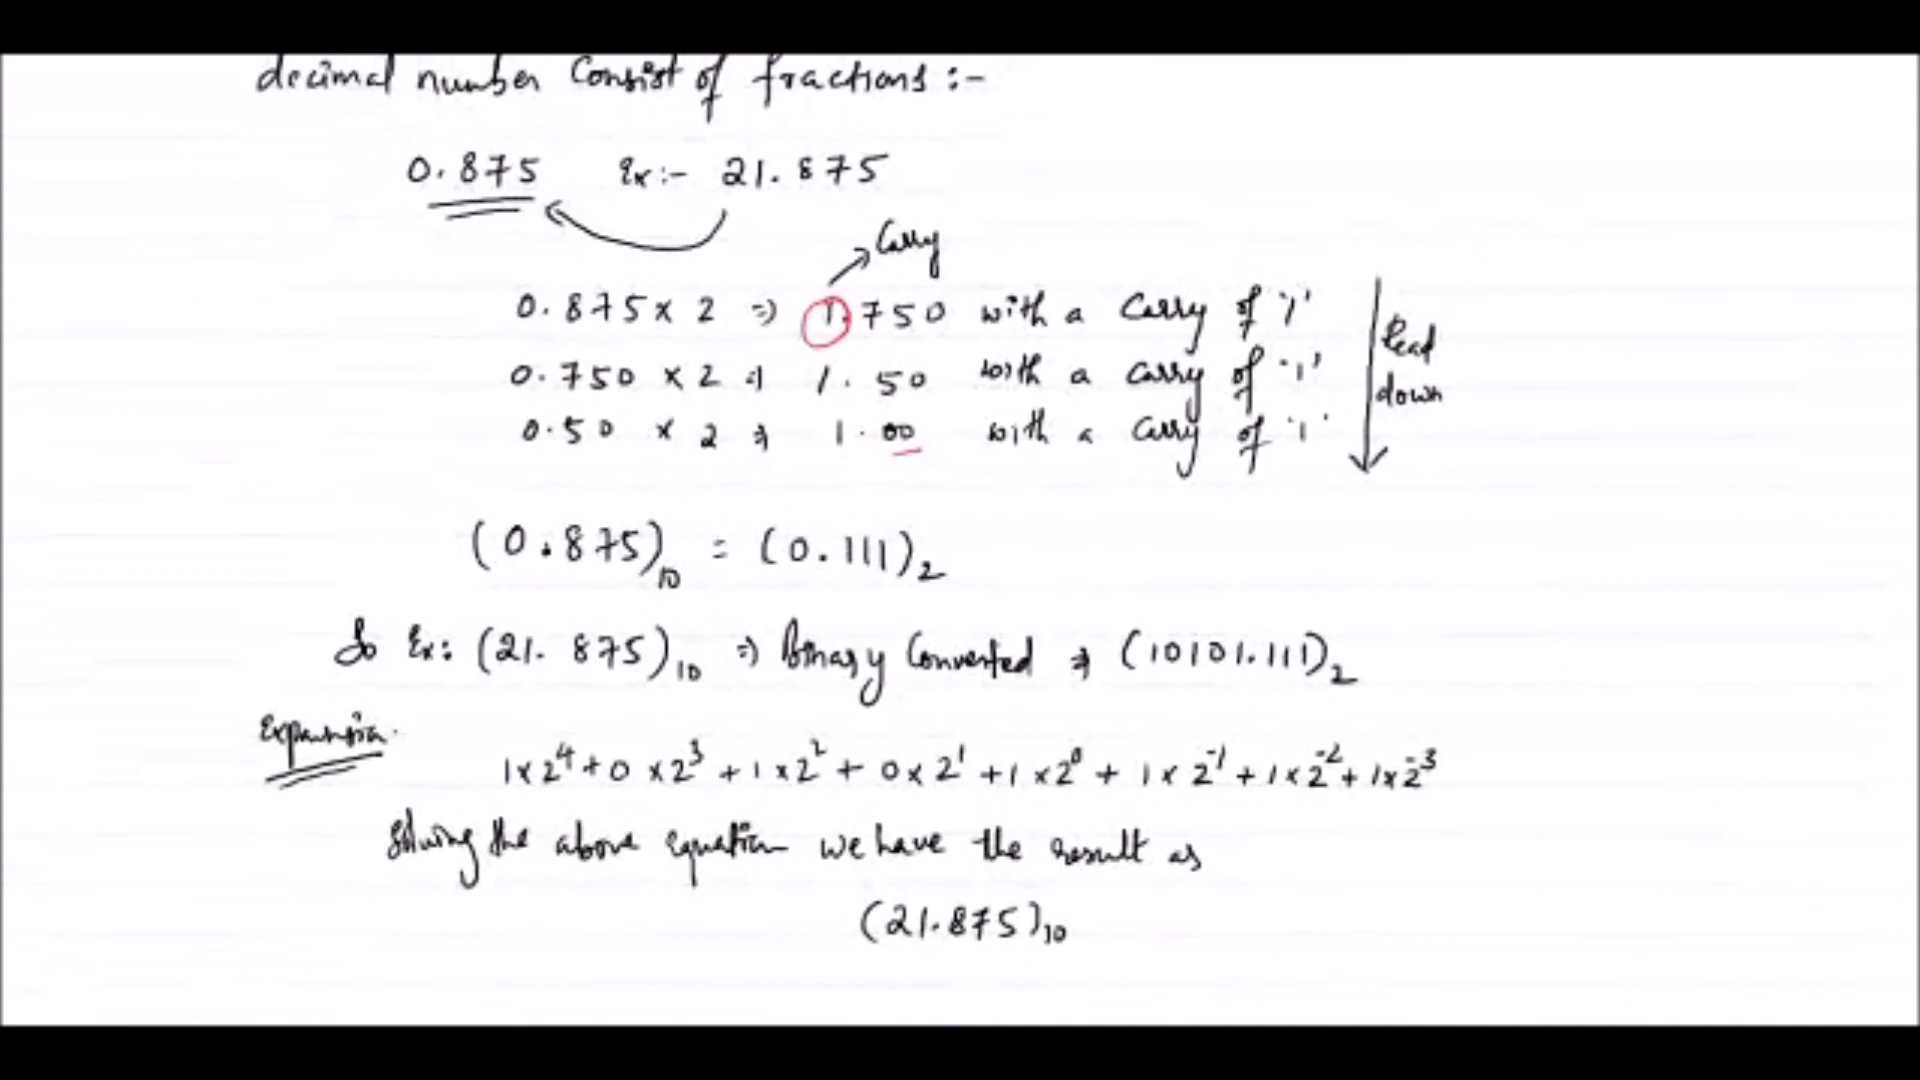 decimal number Consist of fractions :-
0.875 Ex:- 21.875
Carry
0.875 x 2 => 1.750 with a Carry of '1'
0.750 x 2 => 1.50 with a Carry of '1'
0.50 x 2 => 1.00 with a Carry of '1'
Read down
(0.875)10 = (0.111)2
So Ex: (21.875)10 => Binary Converted => (10101.111)2
Expansion.
1x2^4 + 0x2^3 + 1x2^2 + 0x2^1 + 1x2^0 + 1x2^-1 + 1x2^-2 + 1x2^-3
Solving the above equation we have the result as
(21.875)10